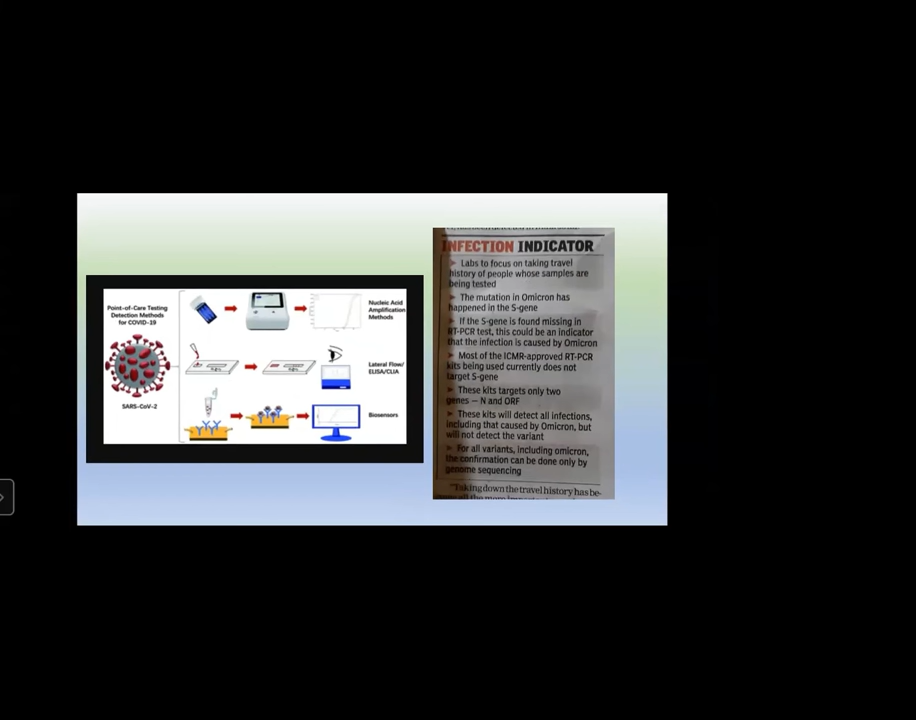 Point-of-Care Testing
Detection Methods
for COVID-19
SARS-CoV-2
Nucleic Acid
Amplification
Methods
Lateral Flow/
ELISA/CLIA
Biosensors
INFECTION INDICATOR
Labs to focus on taking travel
history of people whose samples are
being tested
The mutation in Omicron has
happened in the S-gene
If the S-gene is found missing in
RT-PCR test, this could be an indicator
that the infection is caused by Omicron
Most of the ICMR-approved RT-PCR
kits being used currently does not
target S-gene
These kits targets only two
genes — N and ORF
These kits will detect all infections,
including that caused by Omicron, but
will not detect the variant
For all variants, including omicron,
the confirmation can be done only by
genome sequencing
"Taking down the travel history has be-